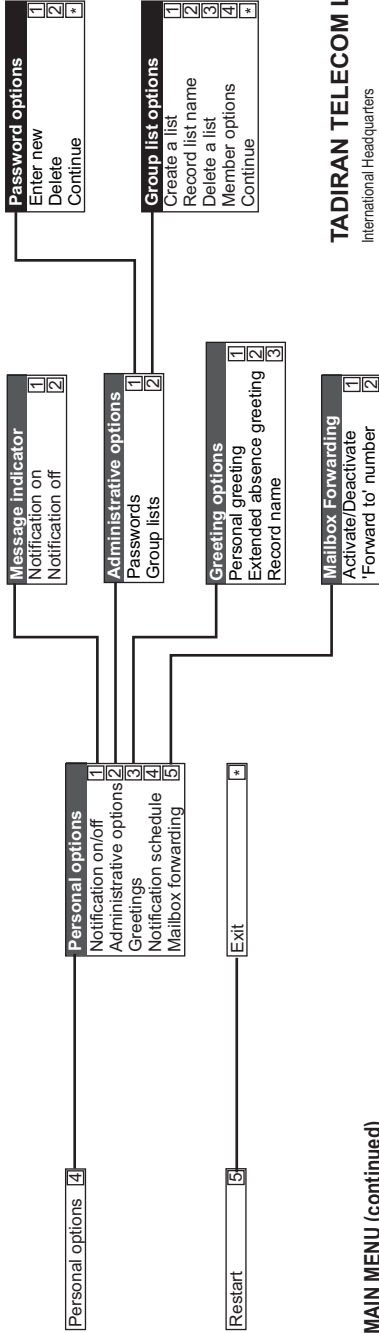 MAIN MENU (continued)
Personal options 4
Restart 5
Personal options
Notification on/off 1
Administrative options 2
Greetings 3
Notification schedule 4
Mailbox forwarding 5
Exit *
Message indicator
Notification on 1
Notification off 2
Administrative options
Passwords 1
Group lists 2
Greeting options
Personal greeting 1
Extended absence greeting 2
Record name 3
Mailbox Forwarding
Activate/Deactivate 1
'Forward to' number 2
Password options
Enter new 1
Delete 2
Continue *
Group list options
Create a list 1
Record list name 2
Delete a list 3
Member options 4
Continue *
TADIRAN TELECOM L
International Headquarters